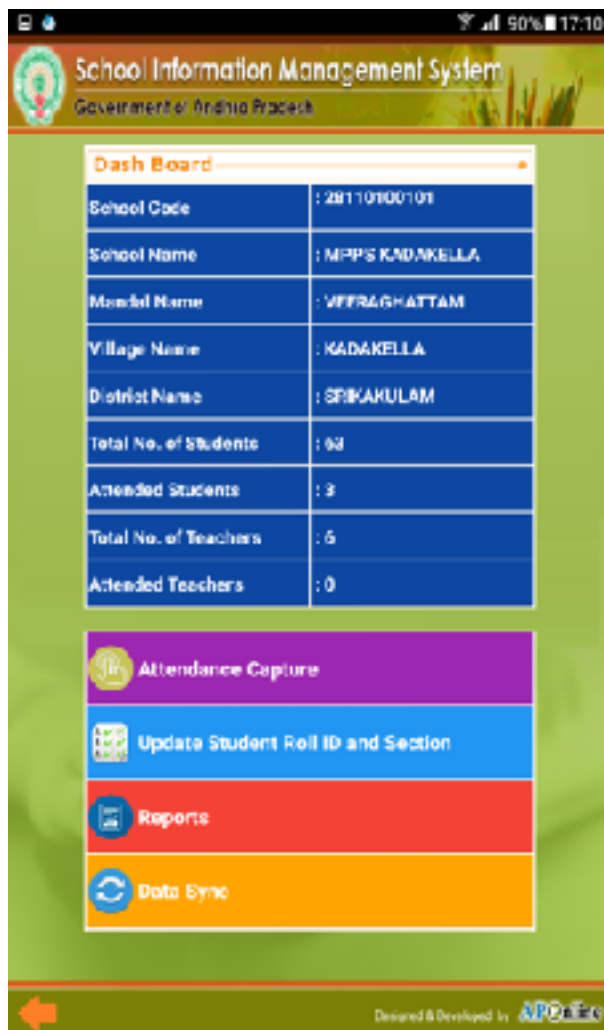 90% 17:10
School Information Management System
Government of Andhra Pradesh
Dash Board
School Code : 28110100101
School Name : MPPS KADAKELLA
Mandal Name : VEERAGHATTAM
Village Name : KADAKELLA
District Name : SRIKAKULAM
Total No. of Students : 63
Attended Students : 3
Total No. of Teachers : 6
Attended Teachers : 0
Attendance Capture
Update Student Roll ID and Section
Reports
Data Sync
Designed & Developed by APOnline